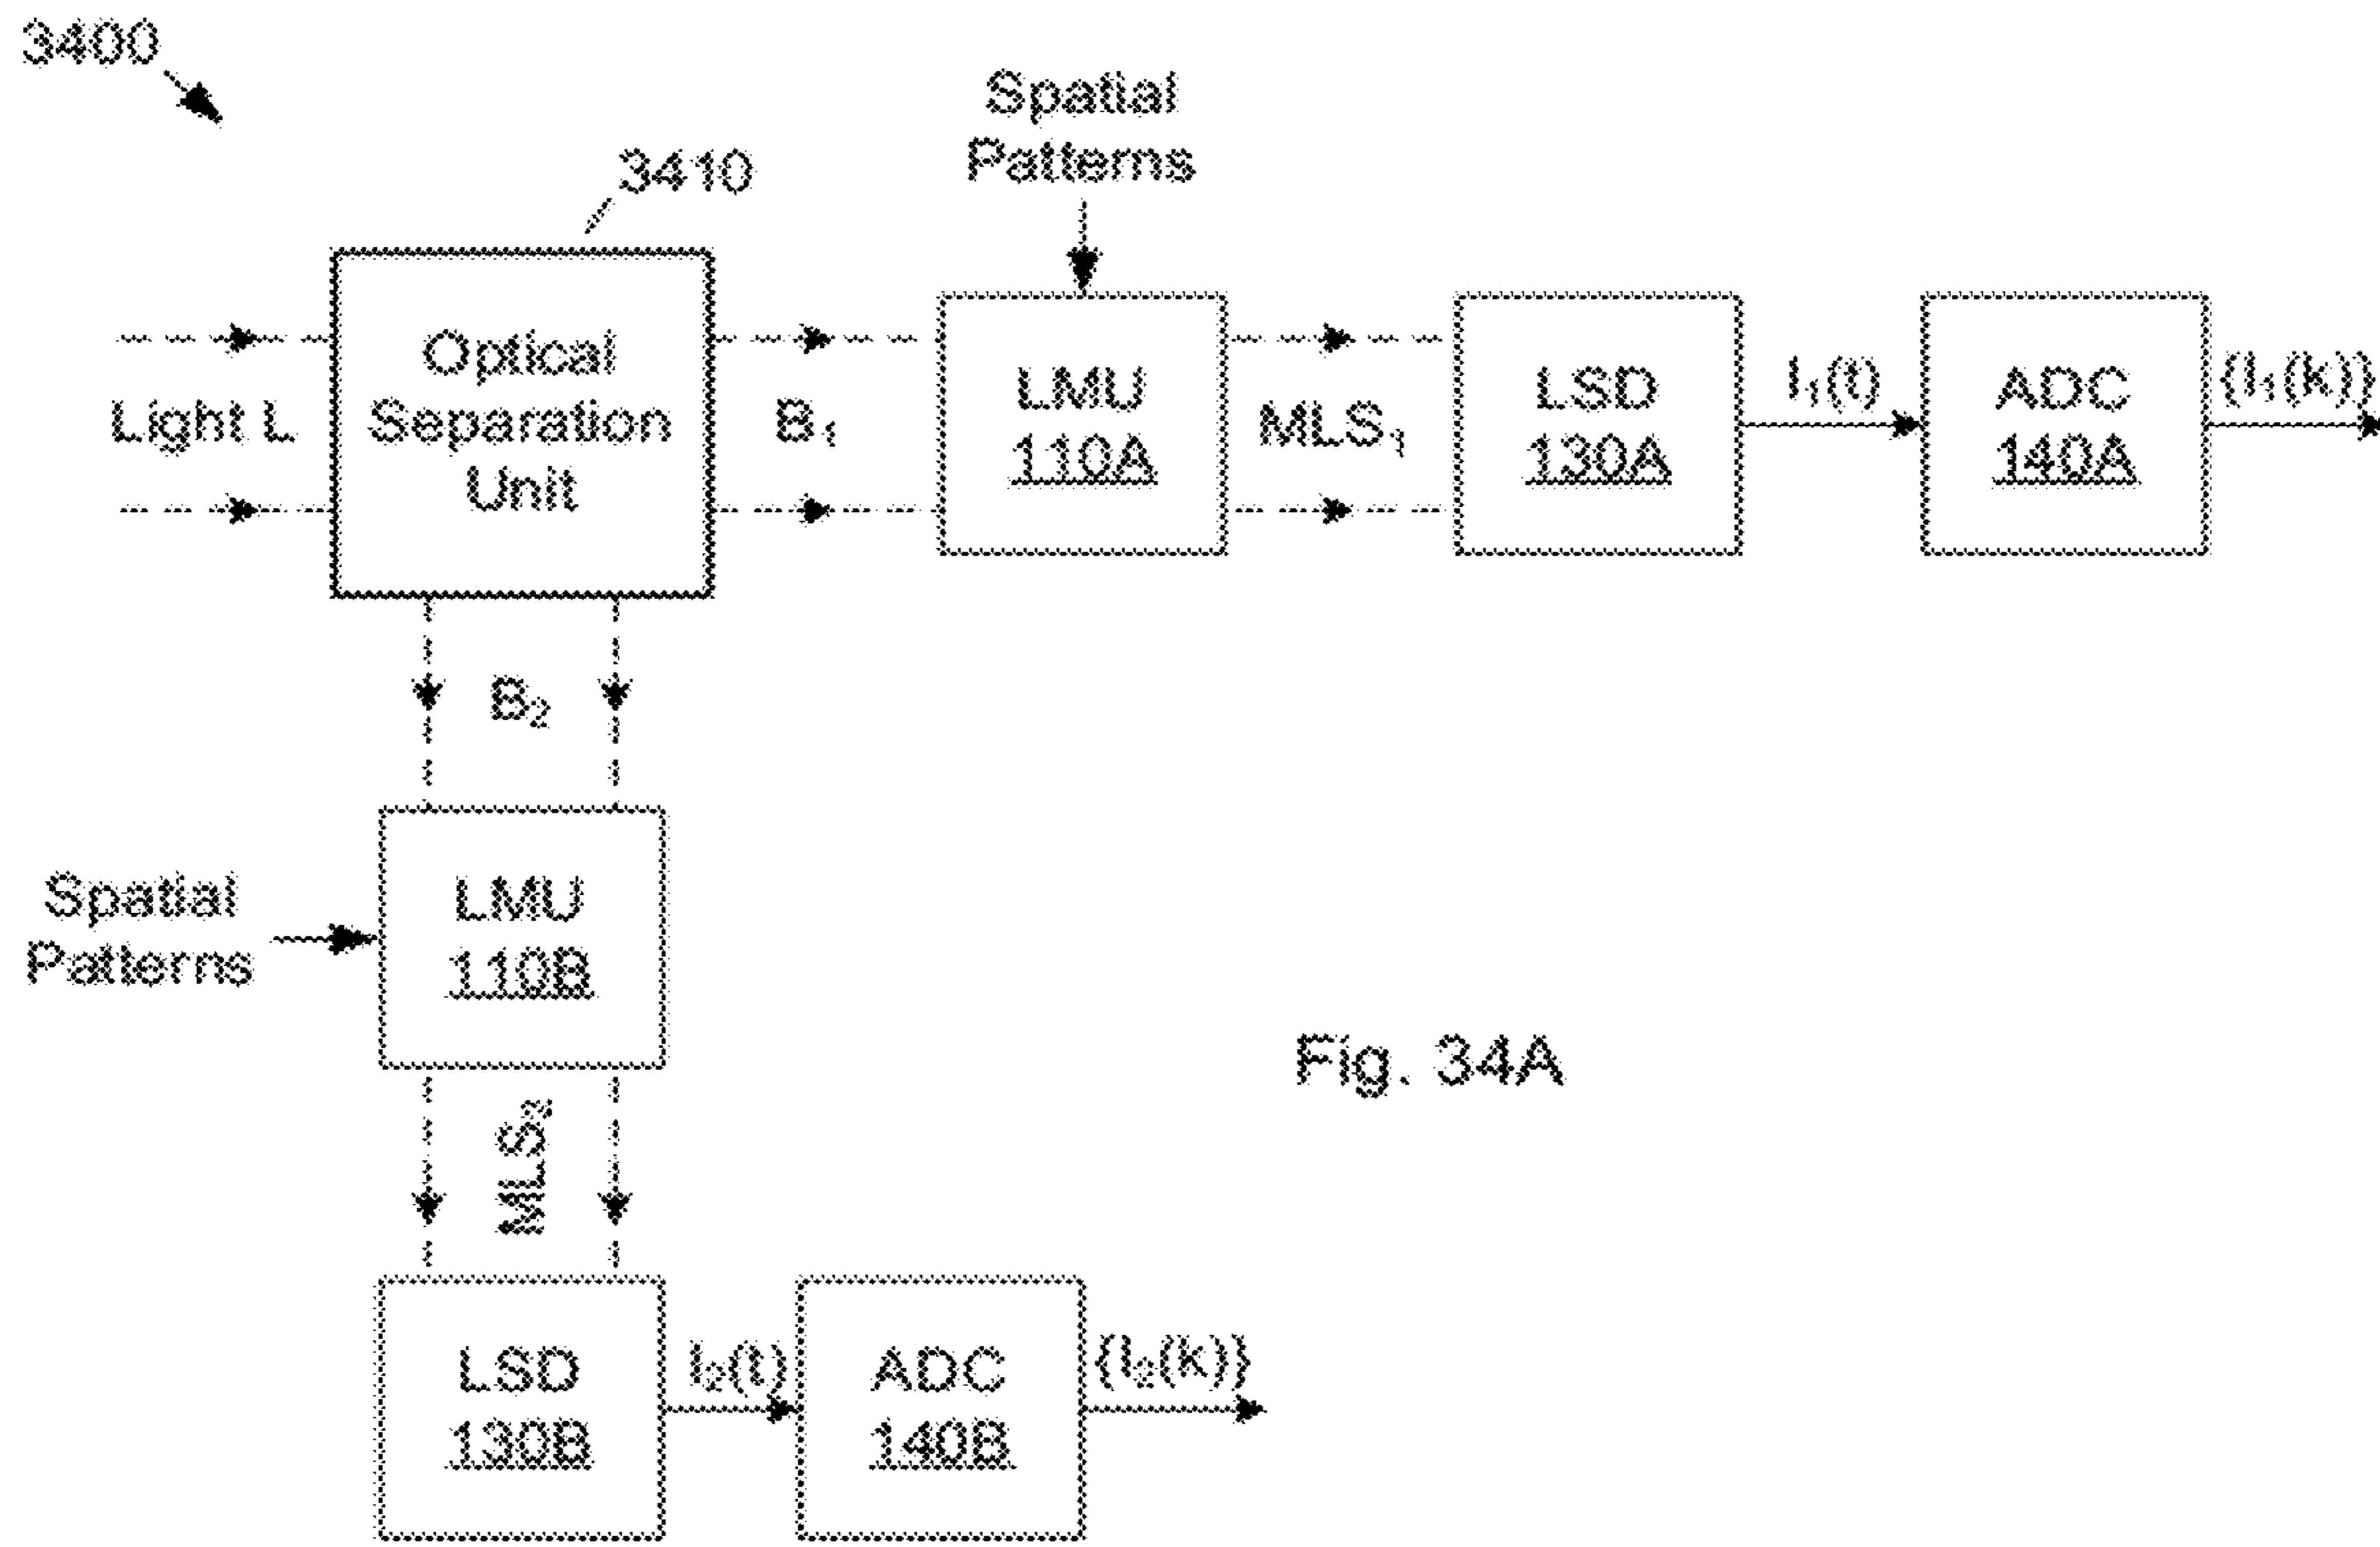 3400
Spatial
Patterns
3410
Optical
Separation
Unit
Light L
B₁
LMU
110A
MLS₁
LSD
130A
I₁(t)
ADC
140A
{I₁(k)}
B₂
Spatial
Patterns
LMU
110B
MLS₂
LSD
130B
I₂(t)
ADC
140B
{I₂(k)}
Fig. 34A